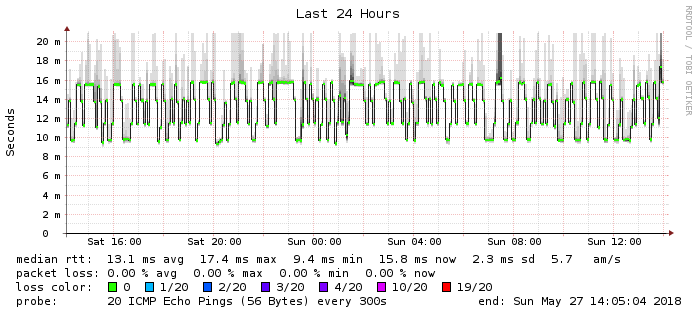 Last 24 Hours
RRDTOOL / TOBI OETIKER
Seconds
20 m
18 m
16 m
14 m
12 m
10 m
8 m
6 m
4 m
2 m
0
Sat 16:00 Sat 20:00 Sun 00:00 Sun 04:00 Sun 08:00 Sun 12:00
median rtt: 13.1 ms avg 17.4 ms max 9.4 ms min 15.8 ms now 2.3 ms sd 5.7 am/s
packet loss: 0.00 % avg 0.00 % max 0.00 % min 0.00 % now
loss color: 0 1/20 2/20 3/20 4/20 10/20 19/20
probe: 20 ICMP Echo Pings (56 Bytes) every 300s end: Sun May 27 14:05:04 2018